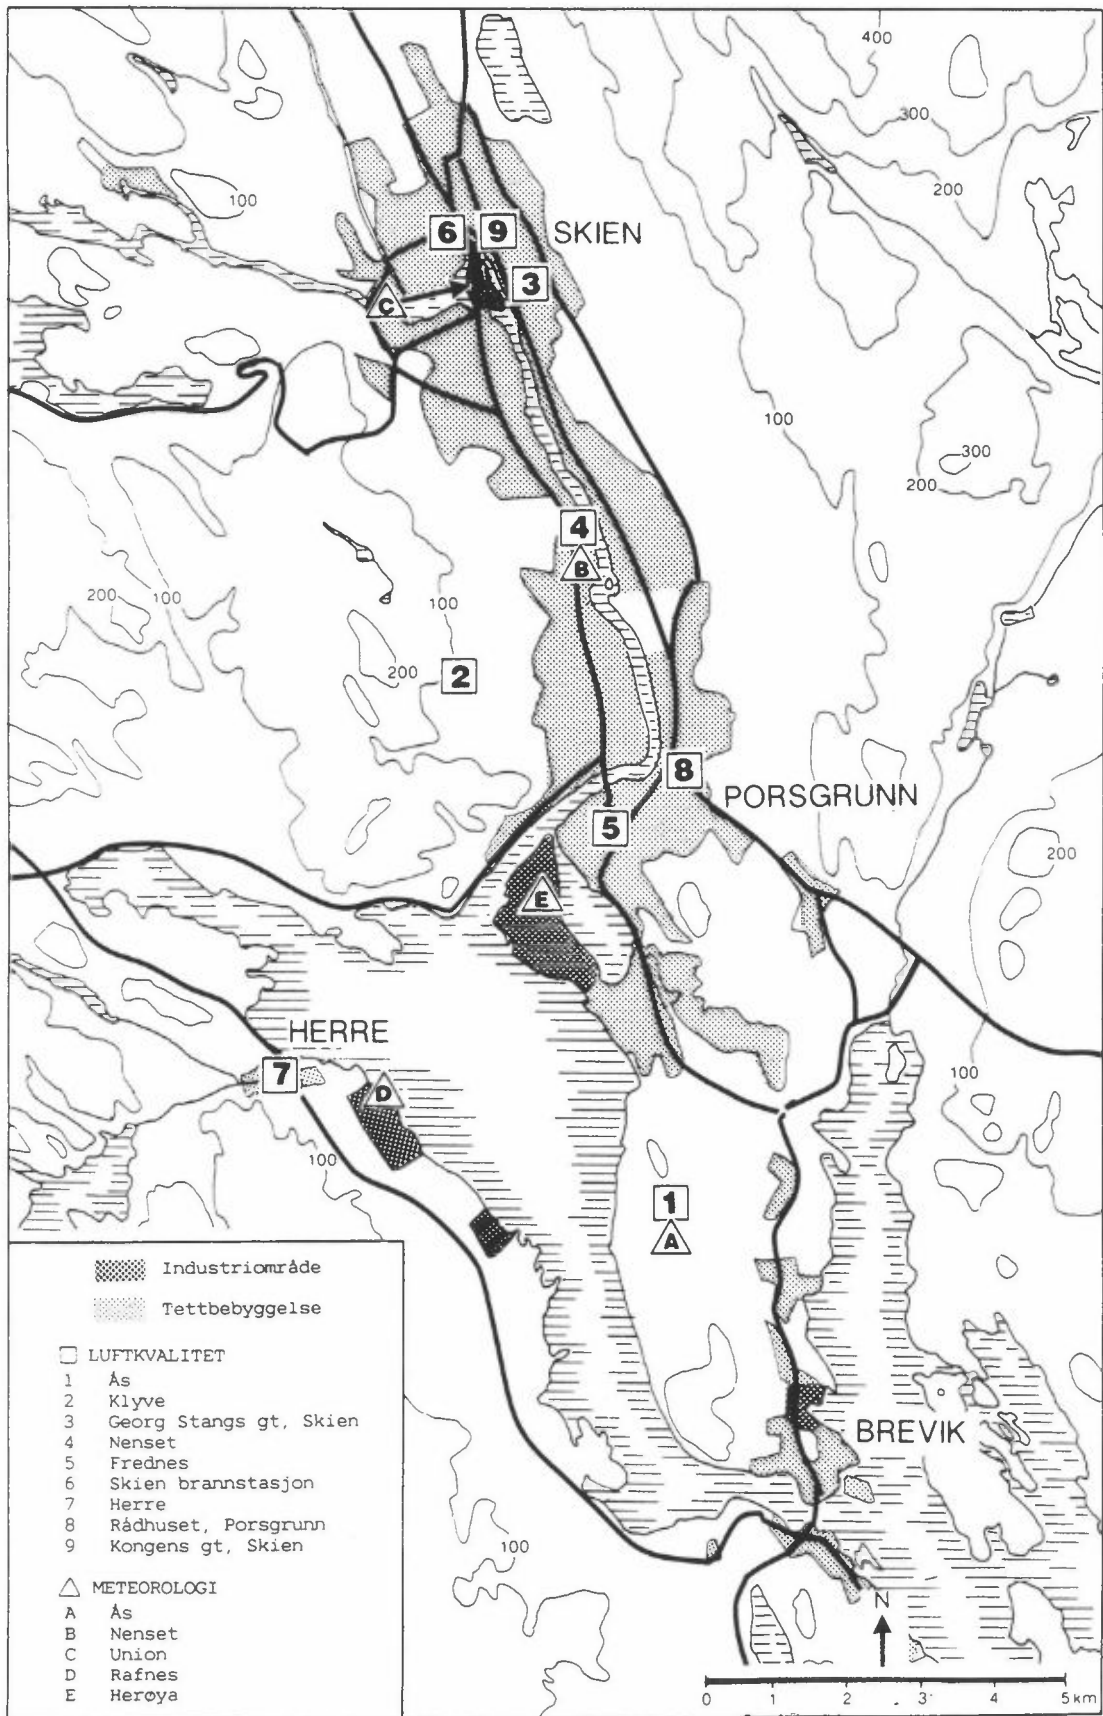 400
300
100
200
6
9
SKIEN
3
C
100
300
200
4
B
200
100
100
200
2
8
PORSGRUNN
5
200
E
HERRE
7
D
100
100
1
A
Industriområde
Tettbebyggelse
LUFTKVALITET
1 Ås
2 Klyve
3 Georg Stangs gt, Skien
4 Nenset
5 Frednes
6 Skien brannstasjon
7 Herre
8 Rådhuset, Porsgrunn
9 Kongens gt, Skien
METEOROLOGI
A Ås
B Nenset
C Union
D Rafnes
E Herøya
BREVIK
100
N
0 1 2 3 4 5 km